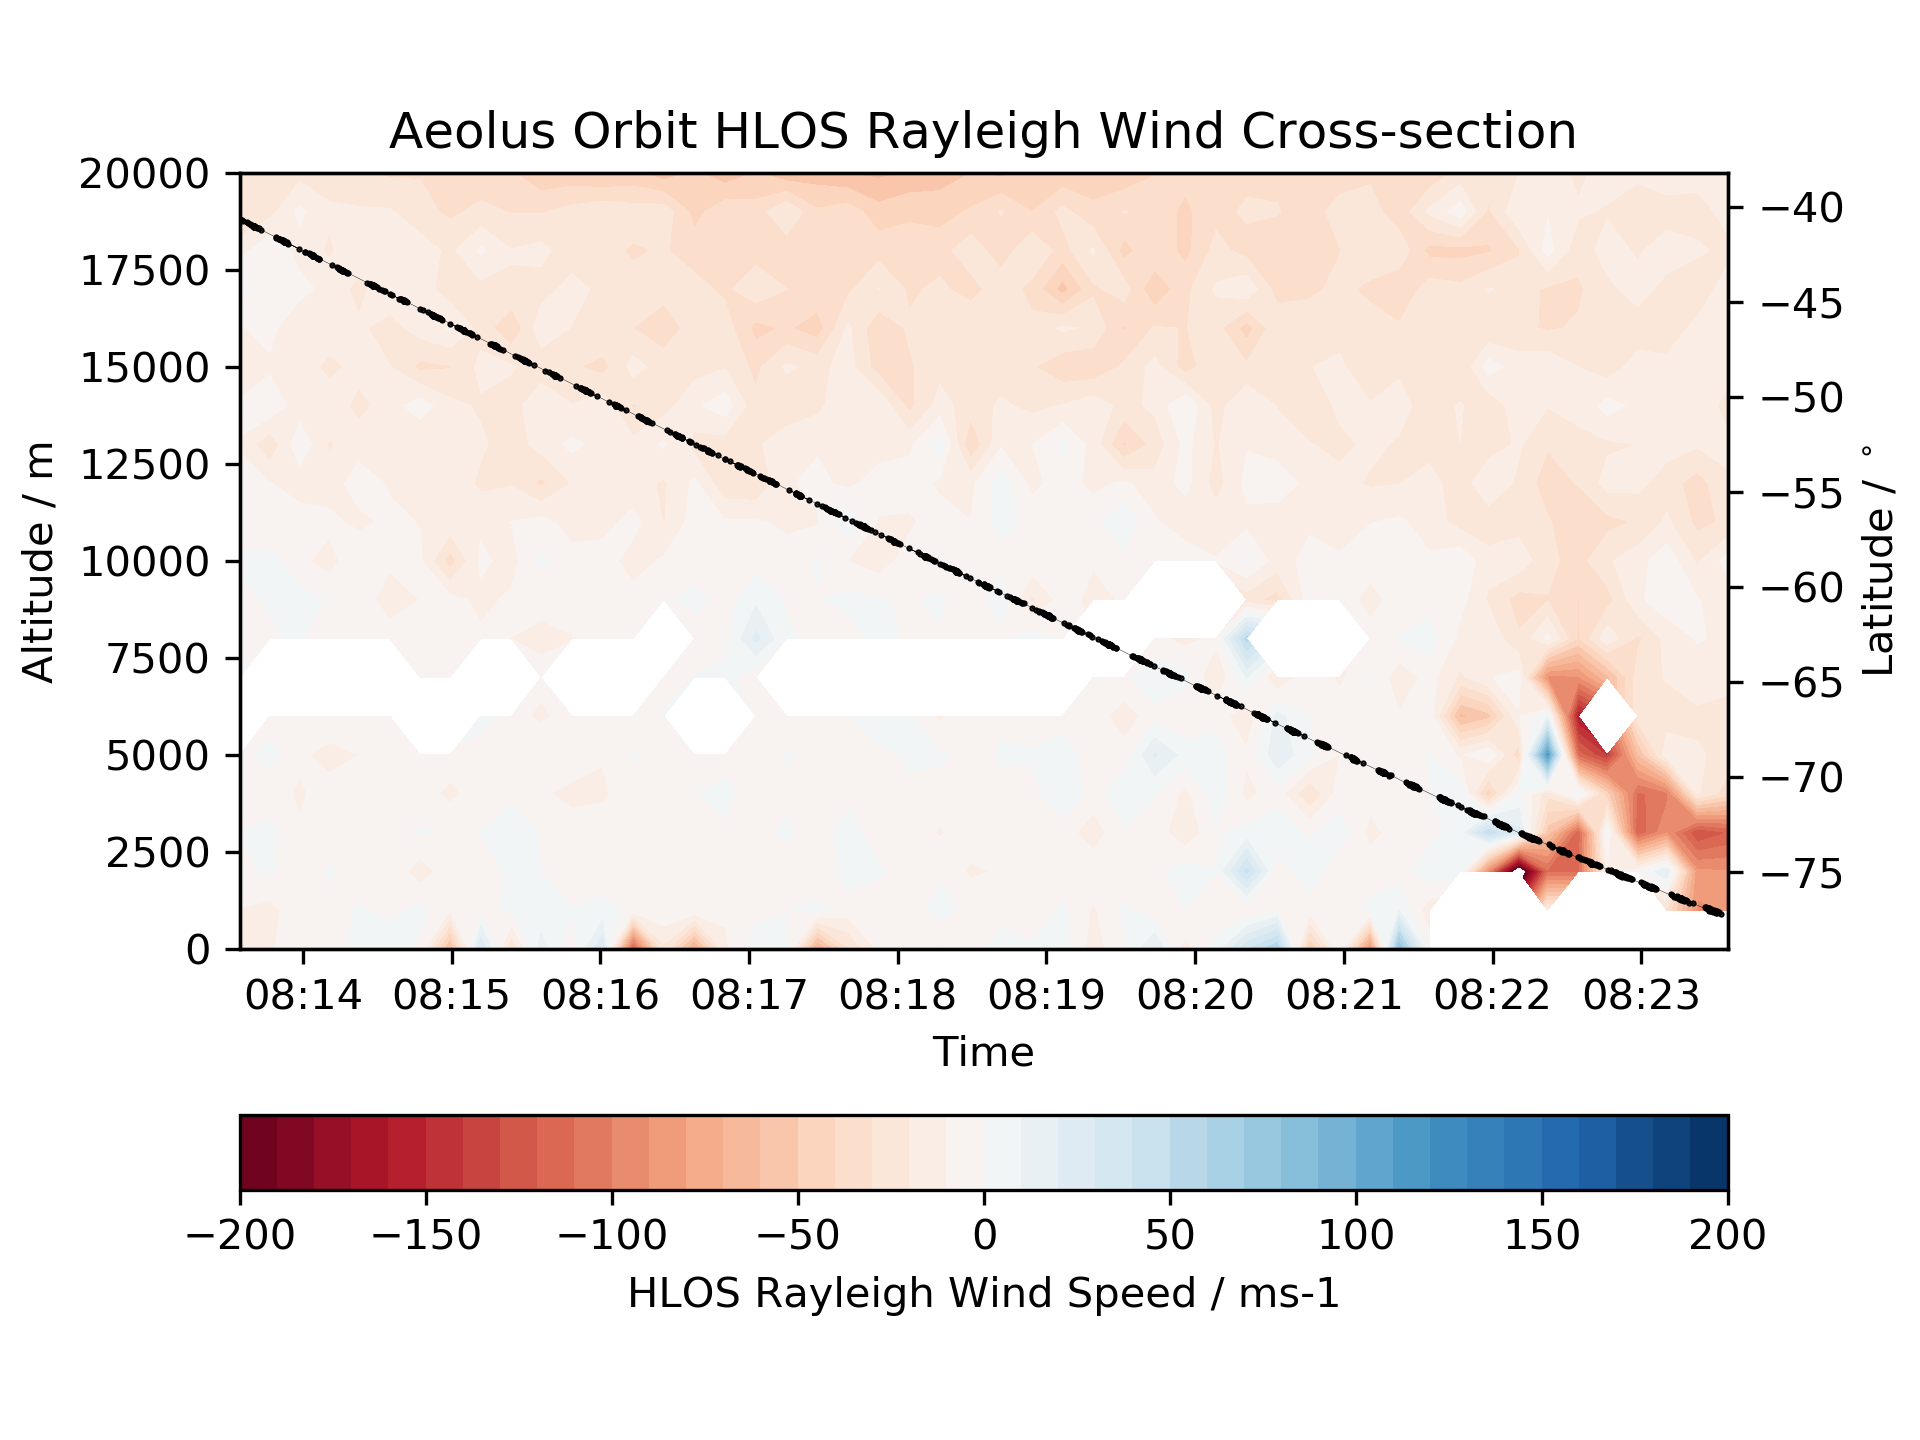 Aeolus Orbit HLOS Rayleigh Wind Cross-section
Altitude / m
20000
17500
15000
12500
10000
7500
5000
2500
0
−40
−45
−50
−55
−60
−65
−70
−75
Latitude / °
08:14 08:15 08:16 08:17 08:18 08:19 08:20 08:21 08:22 08:23
Time
−200 −150 −100 −50 0 50 100 150 200
HLOS Rayleigh Wind Speed / ms-1